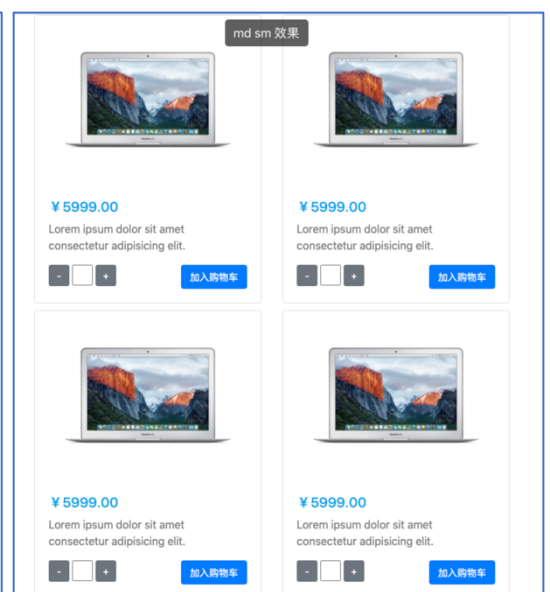 md sm 效果
¥5999.00
Lorem ipsum dolor sit amet
consectetur adipisicing elit.
- + 加入购物车
¥5999.00
Lorem ipsum dolor sit amet
consectetur adipisicing elit.
- + 加入购物车
¥5999.00
Lorem ipsum dolor sit amet
consectetur adipisicing elit.
- + 加入购物车
¥5999.00
Lorem ipsum dolor sit amet
consectetur adipisicing elit.
- + 加入购物车